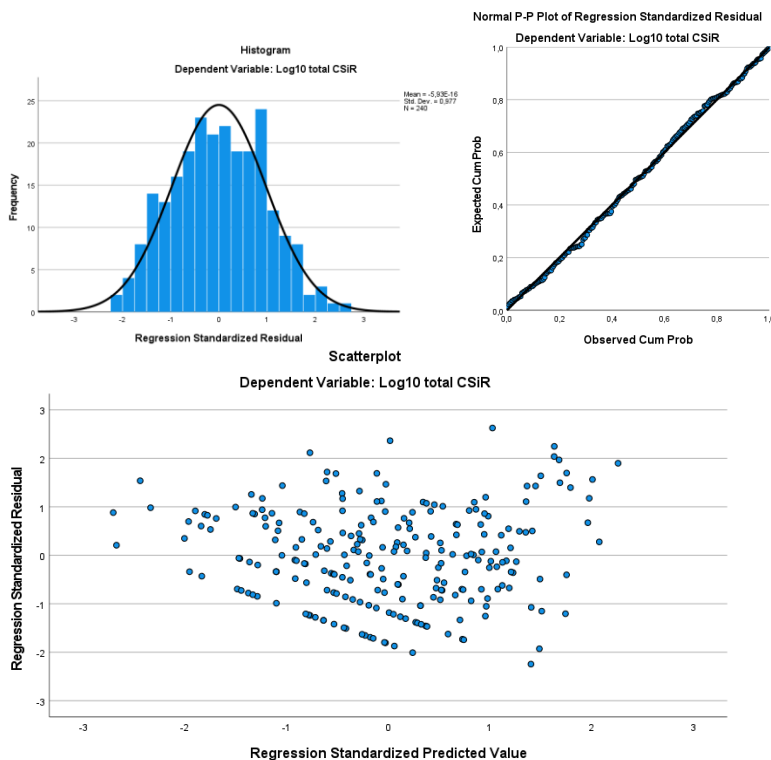 Histogram
Dependent Variable: Log10 total CSiR
Mean = -5,93E-16
Std. Dev. = 0,977
N = 240
25
20
15
10
5
0
Frequency
-3
-2
-1
0
1
2
3
Regression Standardized Residual
Normal P-P Plot of Regression Standardized Residual
Dependent Variable: Log10 total CSiR
1,0
0,8
0,6
0,4
0,2
0,0
Expected Cum Prob
0,0
0,2
0,4
0,6
0,8
1,0
Observed Cum Prob
Scatterplot
Dependent Variable: Log10 total CSiR
3
2
1
0
-1
-2
-3
Regression Standardized Residual
-3
-2
-1
0
1
2
3
Regression Standardized Predicted Value